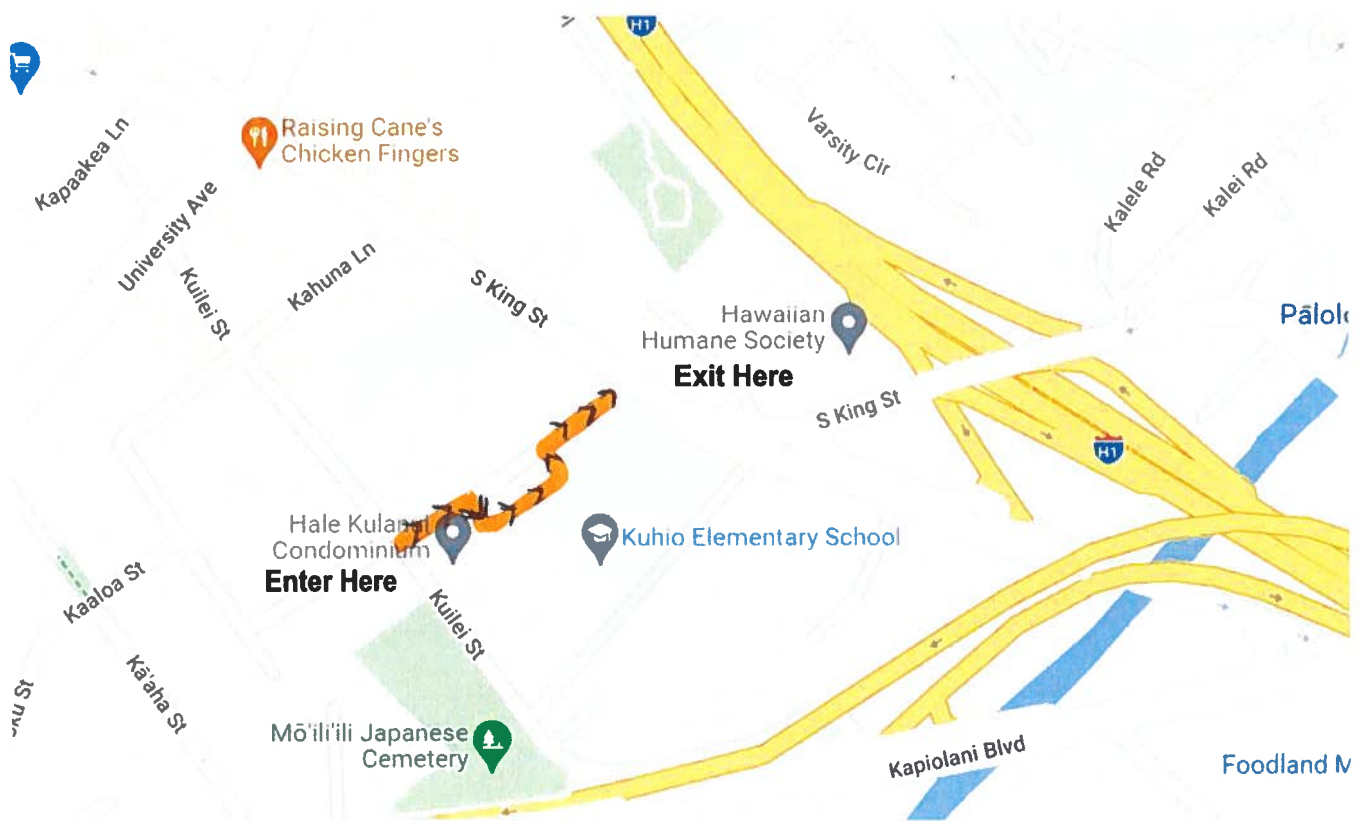 H1
Kapaakea Ln
Raising Cane's
Chicken Fingers
Varsity Cir
University Ave
Kalele Rd
Kalei Rd
Kuilei St
Kahuna Ln
S King St
Hawaiian
Humane Society
Exit Here
S King St
H1
Hale Kulanui
Condominium
Enter Here
Kuhio Elementary School
Kaaloa St
Kuilei St
Kā'aha St
Mō'ili'ili Japanese
Cemetery
Kapiolani Blvd
Foodland M